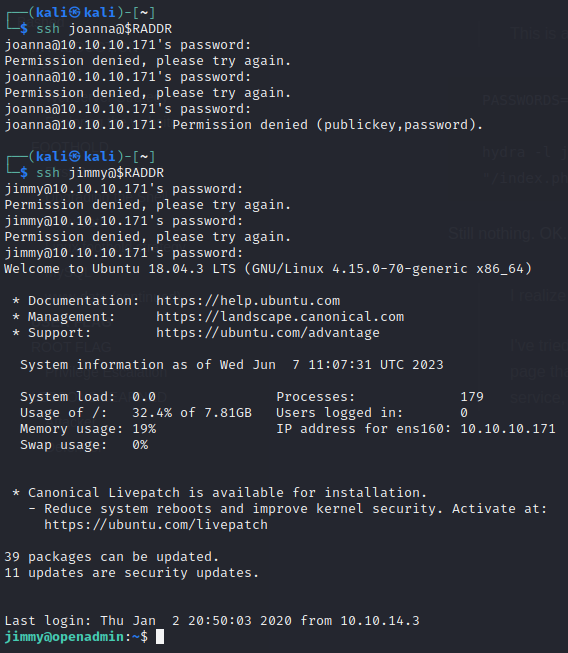 ┌──(kali㉿kali)-[~]
└─$ ssh joanna@$RADDR
joanna@10.10.10.171's password:
Permission denied, please try again.
joanna@10.10.10.171's password:
Permission denied, please try again.
joanna@10.10.10.171's password:
joanna@10.10.10.171: Permission denied (publickey,password).

┌──(kali㉿kali)-[~]
└─$ ssh jimmy@$RADDR
jimmy@10.10.10.171's password:
Permission denied, please try again.
jimmy@10.10.10.171's password:
Permission denied, please try again.
jimmy@10.10.10.171's password:
Welcome to Ubuntu 18.04.3 LTS (GNU/Linux 4.15.0-70-generic x86_64)

 * Documentation:  https://help.ubuntu.com
 * Management:     https://landscape.canonical.com
 * Support:        https://ubuntu.com/advantage

  System information as of Wed Jun  7 11:07:31 UTC 2023

  System load:  0.0               Processes:             179
  Usage of /:   32.4% of 7.81GB   Users logged in:       0
  Memory usage: 19%               IP address for ens160: 10.10.10.171
  Swap usage:   0%

 * Canonical Livepatch is available for installation.
   - Reduce system reboots and improve kernel security. Activate at:
     https://ubuntu.com/livepatch

39 packages can be updated.
11 updates are security updates.

Last login: Thu Jan  2 20:50:03 2020 from 10.10.14.3
jimmy@openadmin:~$